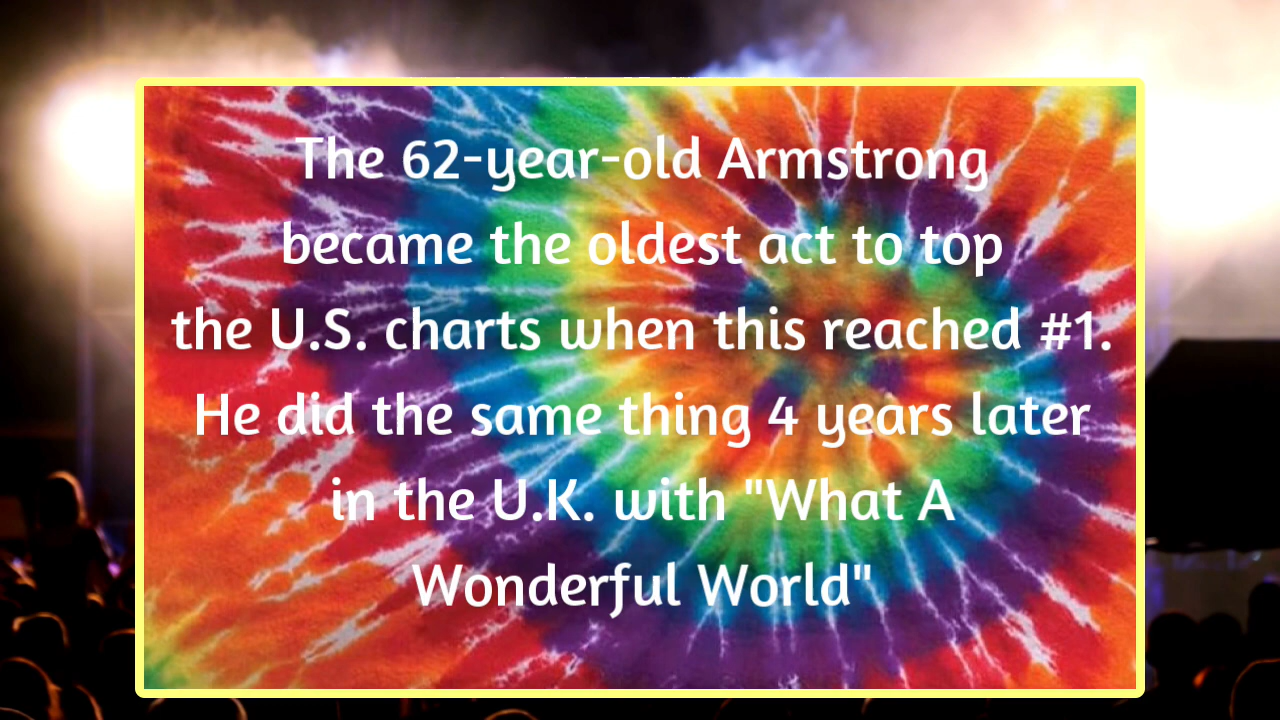 The 62-year-old Armstrong
became the oldest act to top
the U.S. charts when this reached #1.
He did the same thing 4 years later
in the U.K. with "What A
Wonderful World"